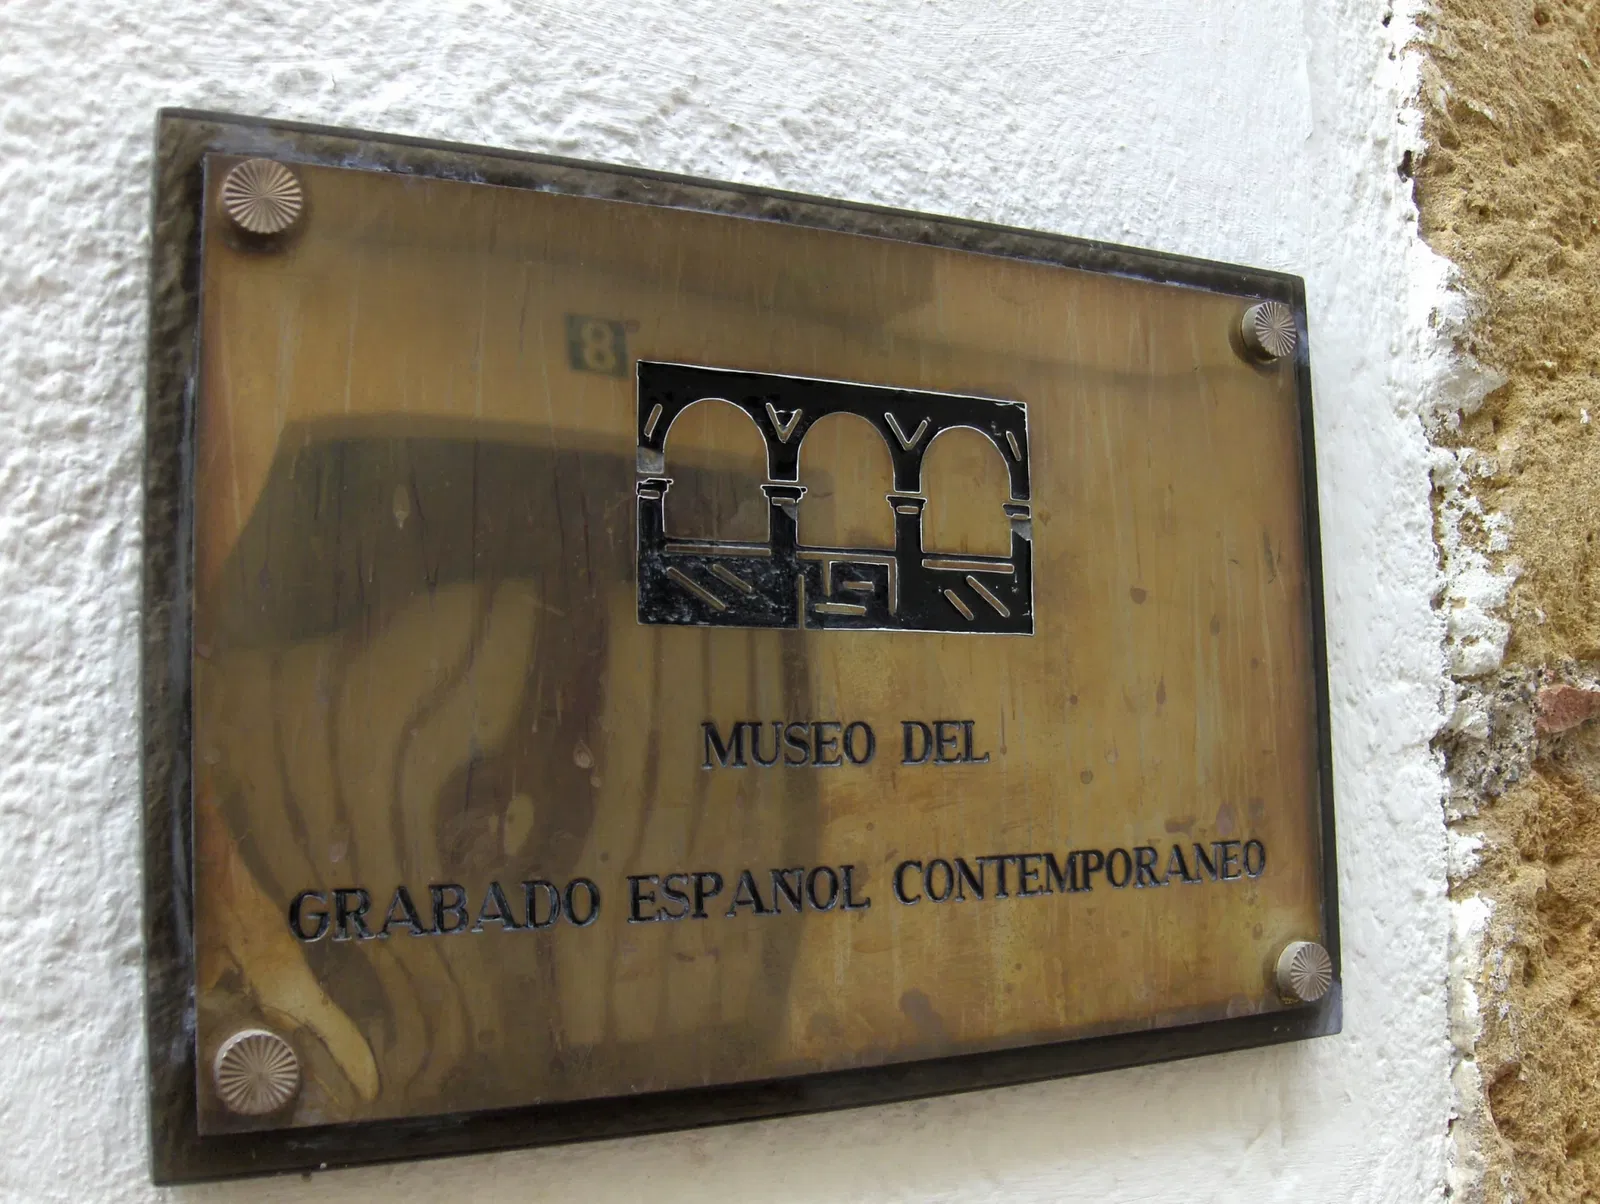 8
MUSEO DEL
GRABADO ESPAÑOL CONTEMPORANEO